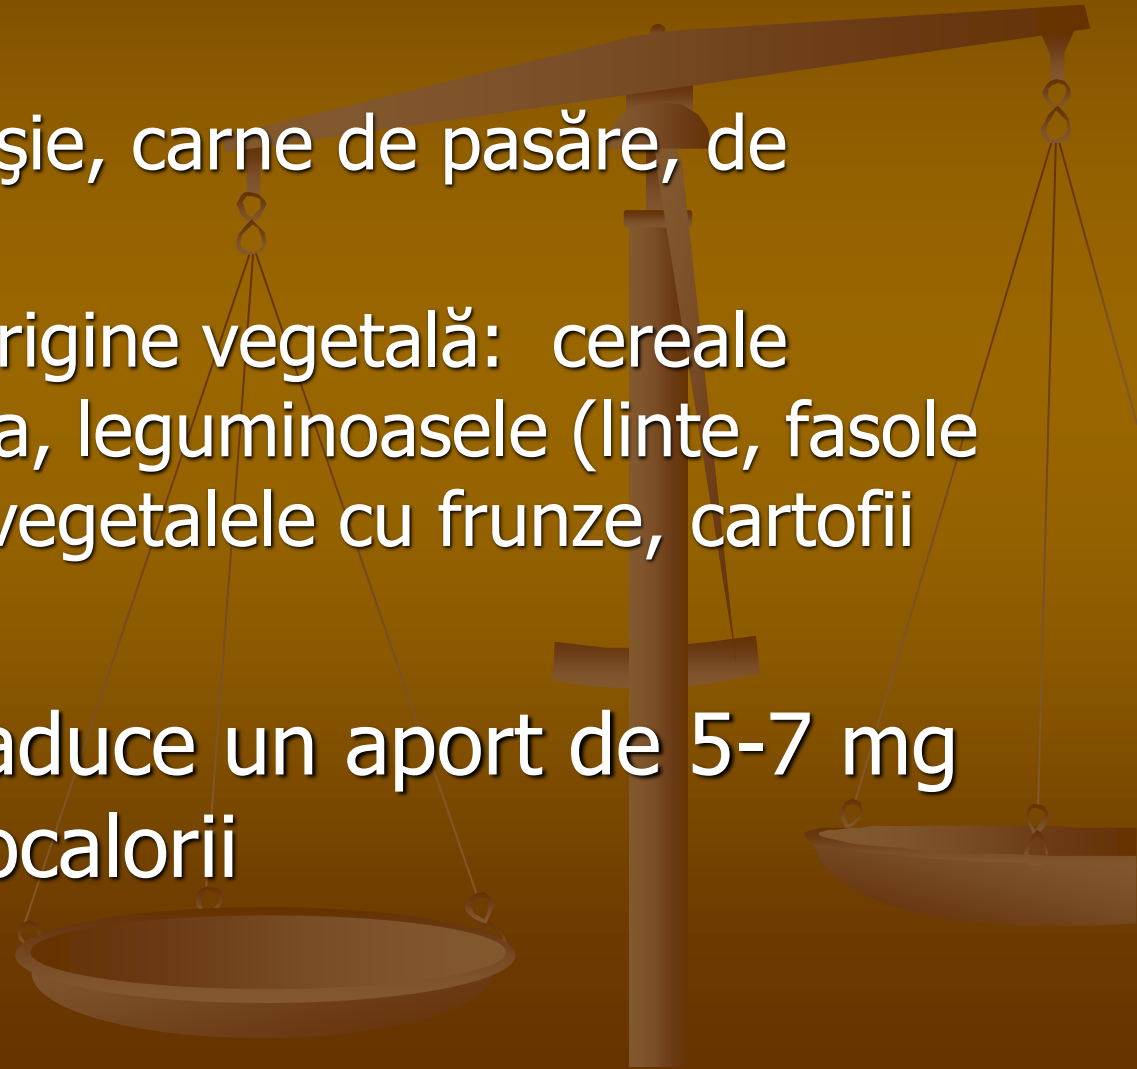 şie, carne de pasăre, de
rigine vegetală: cereale
a, leguminoasele (linte, fasole
vegetalele cu frunze, cartofii
aduce un aport de 5-7 mg
ocalorii